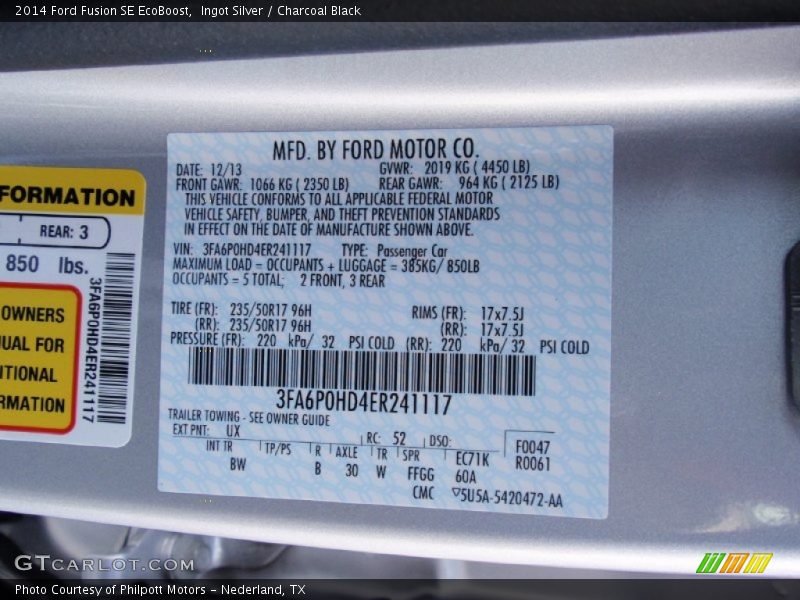 2014 Ford Fusion SE EcoBoost,  Ingot Silver / Charcoal Black
FORMATION
REAR: 3
850 lbs.
OWNERS
UAL FOR
ITIONAL
RMATION
3FA6P0HD4ER241117
MFD. BY FORD MOTOR CO.
DATE: 12/13 GVWR: 2019 KG ( 4450 LB)
FRONT GAWR: 1066 KG ( 2350 LB) REAR GAWR: 964 KG ( 2125 LB)
THIS VEHICLE CONFORMS TO ALL APPLICABLE FEDERAL MOTOR
VEHICLE SAFETY, BUMPER, AND THEFT PREVENTION STANDARDS
IN EFFECT ON THE DATE OF MANUFACTURE SHOWN ABOVE.
VIN: 3FA6P0HD4ER241117 TYPE: Passenger Car
MAXIMUM LOAD = OCCUPANTS + LUGGAGE = 385KG/ 850LB
OCCUPANTS = 5 TOTAL; 2 FRONT, 3 REAR
TIRE (FR): 235/50R17 96H RIMS (FR): 17x7.5J
(RR): 235/50R17 96H (RR): 17x7.5J
PRESSURE (FR): 220 kPa/ 32 PSI COLD (RR): 220 kPa/ 32 PSI COLD
3FA6P0HD4ER241117
TRAILER TOWING - SEE OWNER GUIDE
EXT PNT: UX RC: 52 DSO: F0047
INT TR TP/PS R AXLE TR SPR EC71K R0061
BW B 30 W FFGG 60A
CMC ▽5U5A-5420472-AA
GTCARLOT.COM
Photo Courtesy of Philpott Motors – Nederland, TX